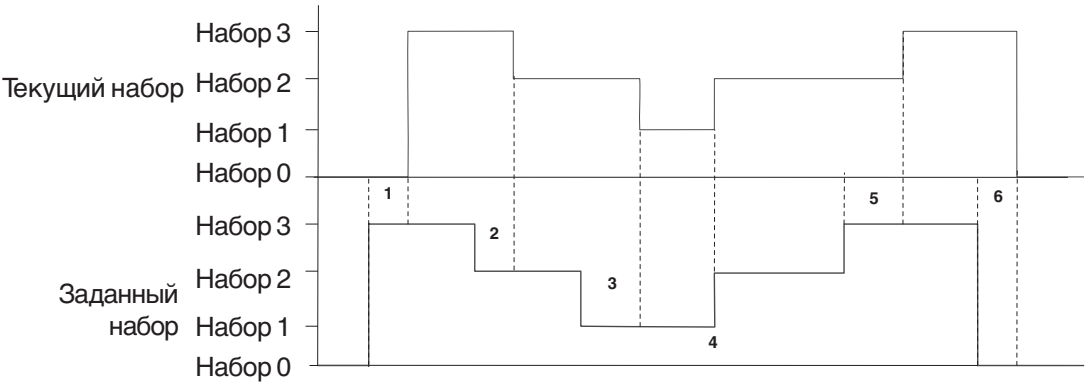 Набор 3
Текущий набор Набор 2
Набор 1
Набор 0
1 5 6
Набор 3
2
Набор 2
3
Заданный
набор
Набор 1
4
Набор 0